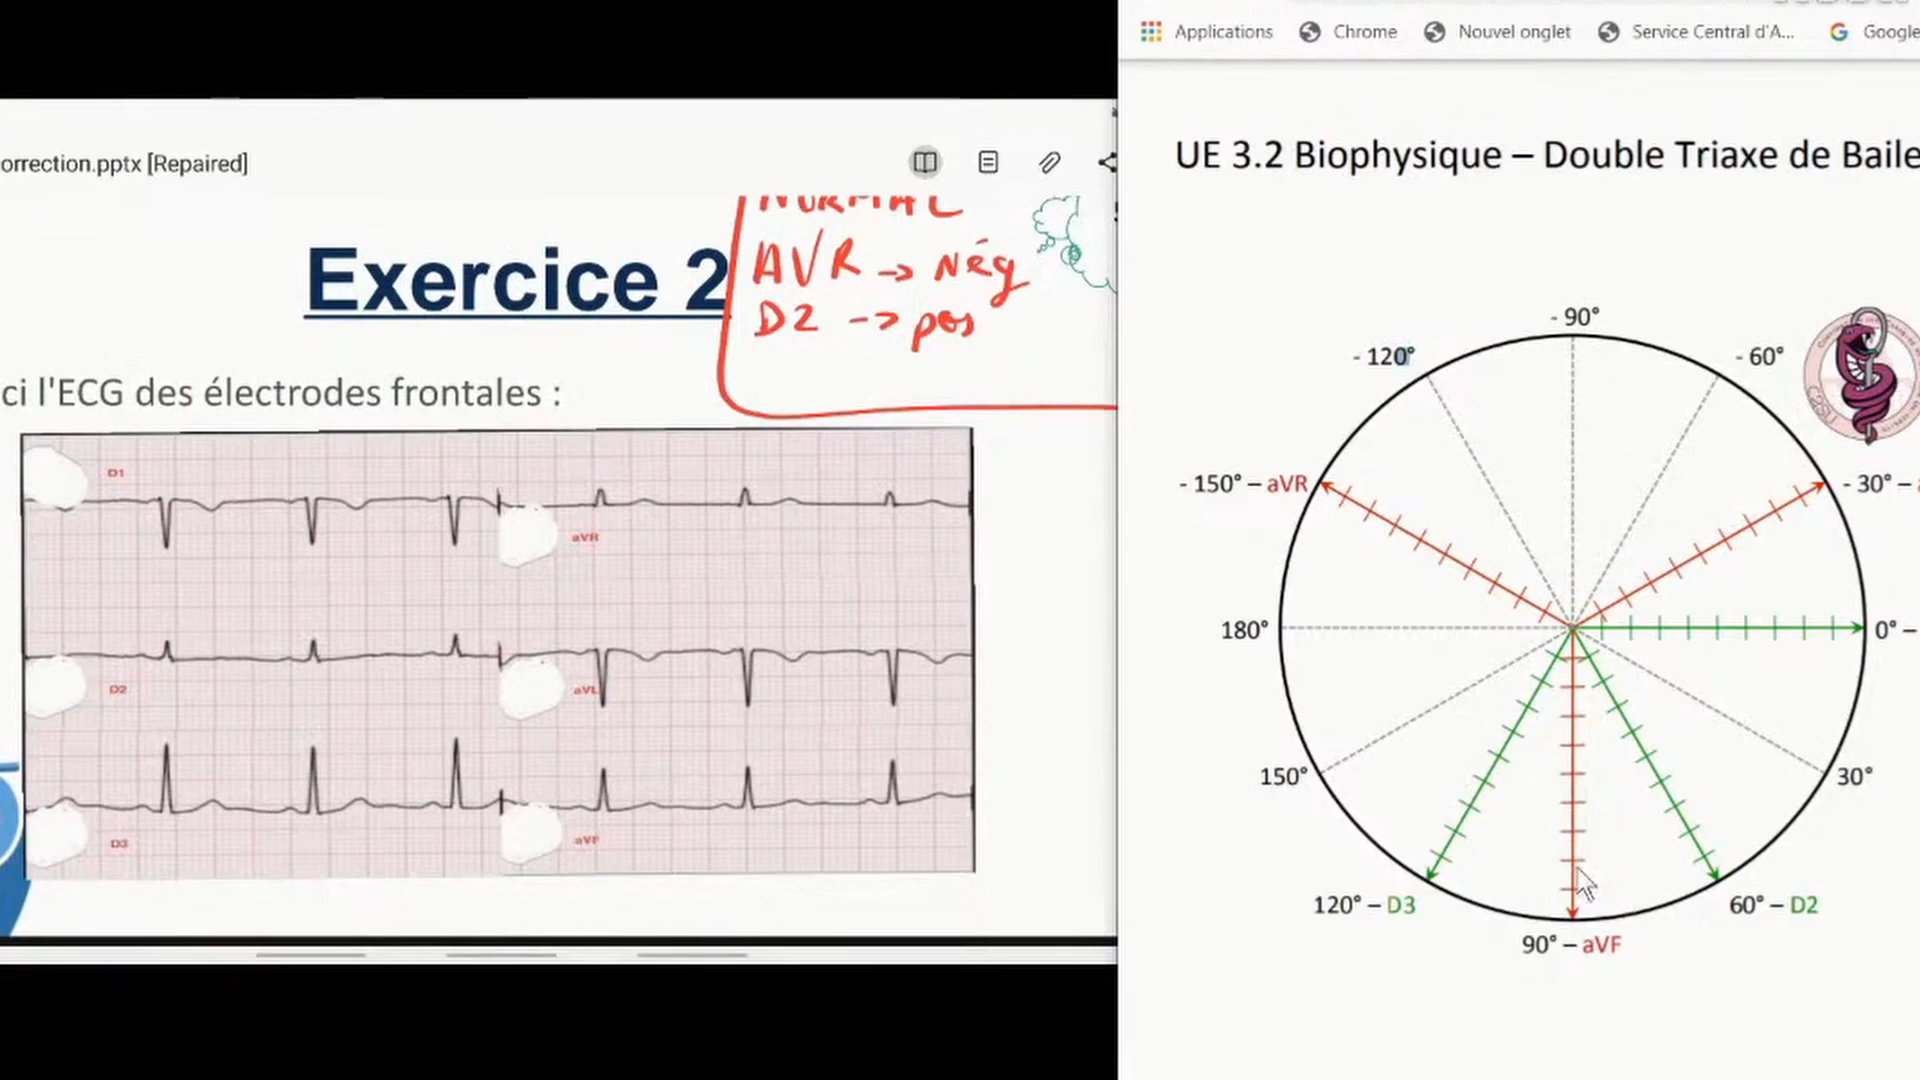 orrection.pptx [Repaired]
NORMAL
AVR -> Nég
D2 -> pos
Exercice 2
ci l'ECG des électrodes frontales :
D1
aVR
D2
aVL
D3
aVF
Applications
Chrome
Nouvel onglet
Service Central d'A...
Google
UE 3.2 Biophysique – Double Triaxe de Baile
- 90°
- 120°
- 60°
- 150° – aVR
- 30° – a
180°
0° –
150°
30°
120° – D3
60° – D2
90° – aVF